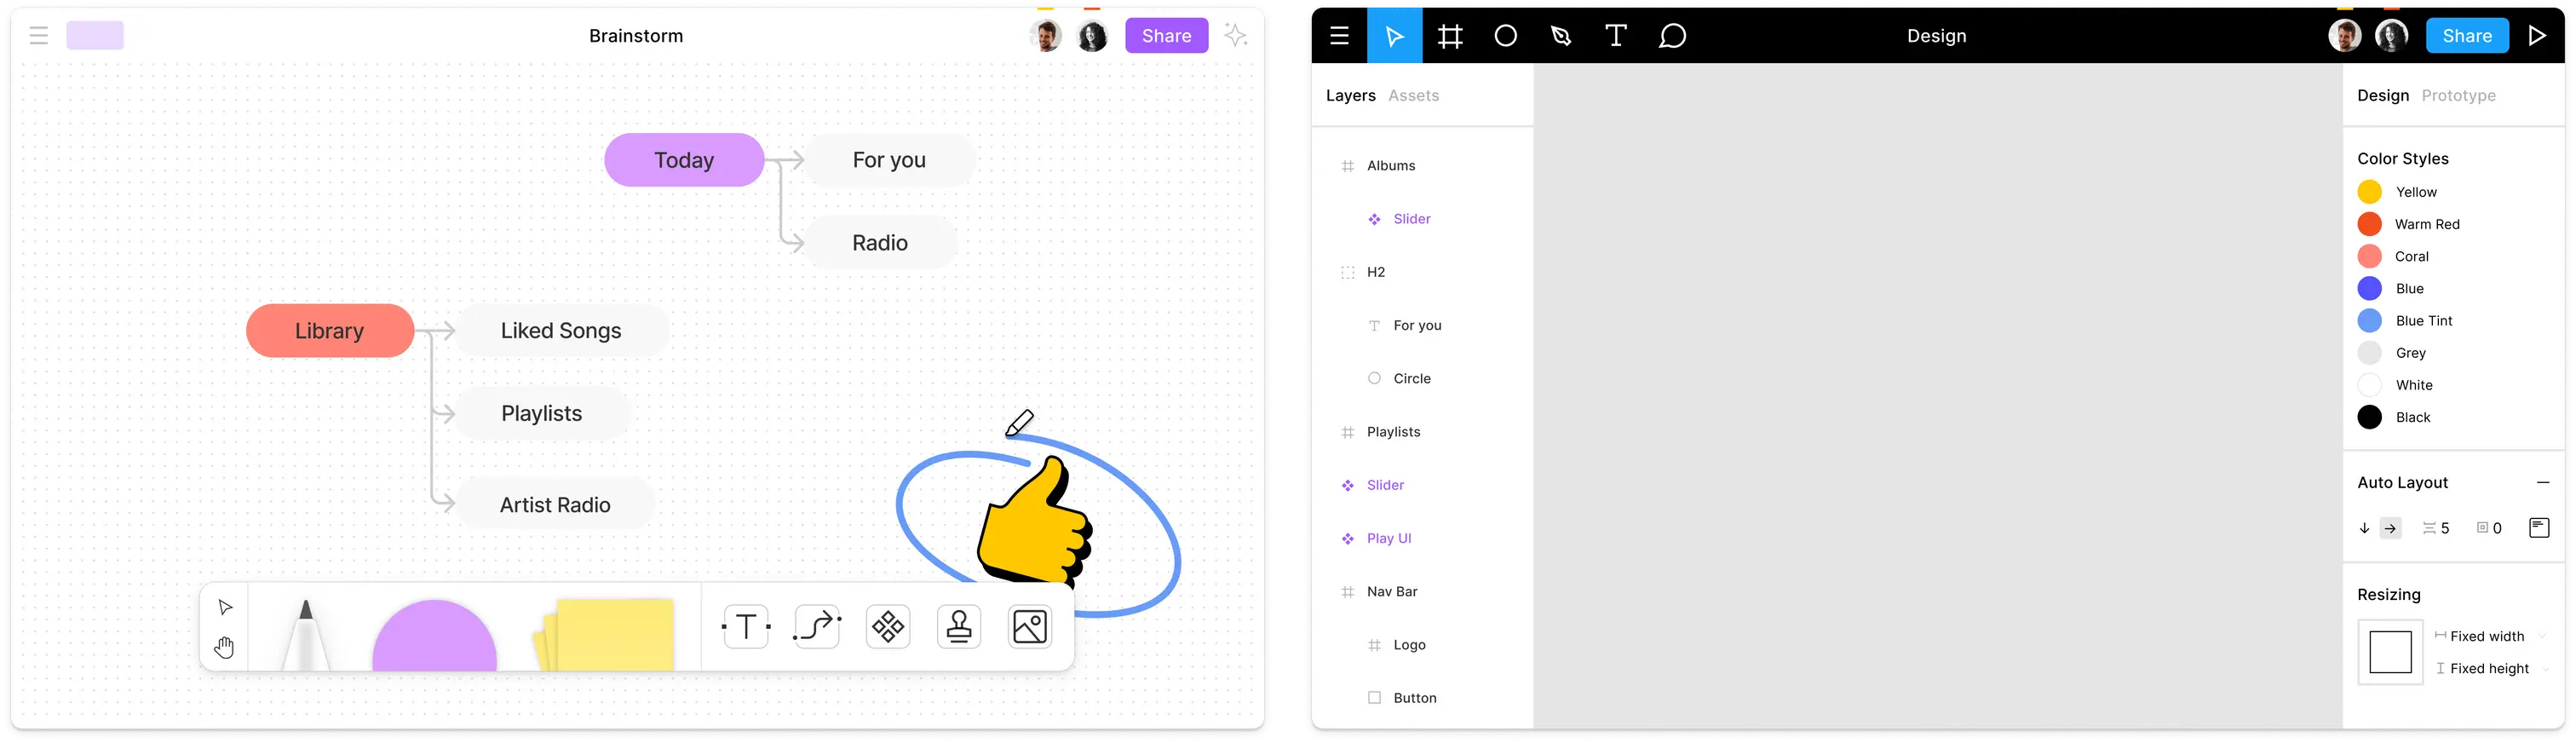 Brainstorm
Share
Today
For you
Radio
Library
Liked Songs
Playlists
Artist Radio
T
Design
Share
Layers Assets
Albums
Slider
H2
For you
Circle
Playlists
Slider
Play UI
Nav Bar
Logo
Button
Design Prototype
Color Styles
Yellow
Warm Red
Coral
Blue
Blue Tint
Grey
White
Black
Auto Layout
5 0
Resizing
Fixed width
Fixed height